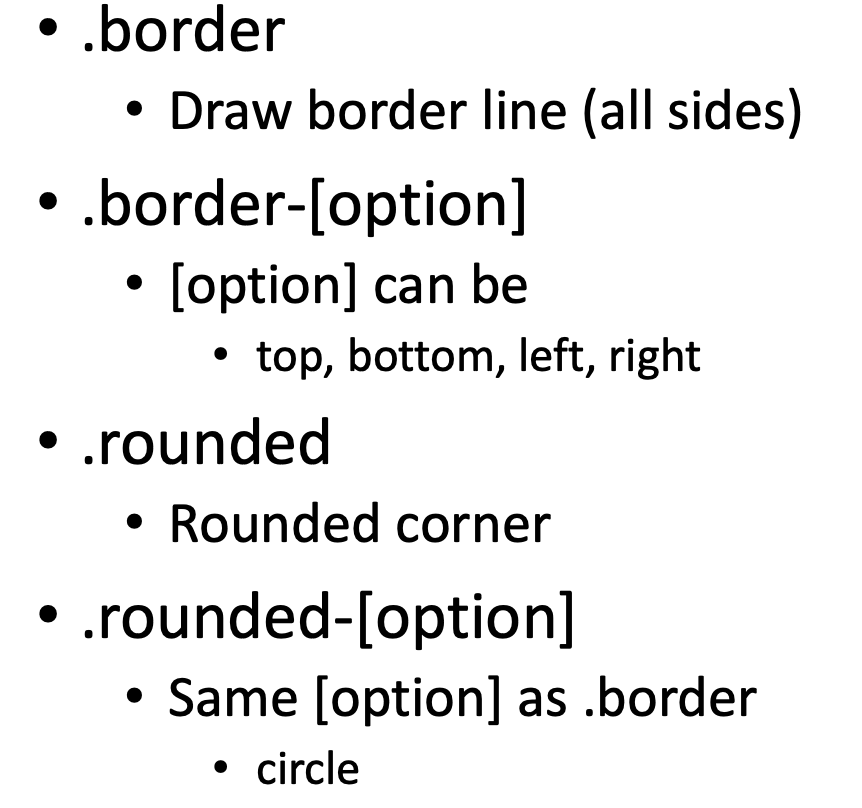 • .border
• Draw border line (all sides)
• .border-[option]
• [option] can be
• top, bottom, left, right
• .rounded
• Rounded corner
• .rounded-[option]
• Same [option] as .border
• circle